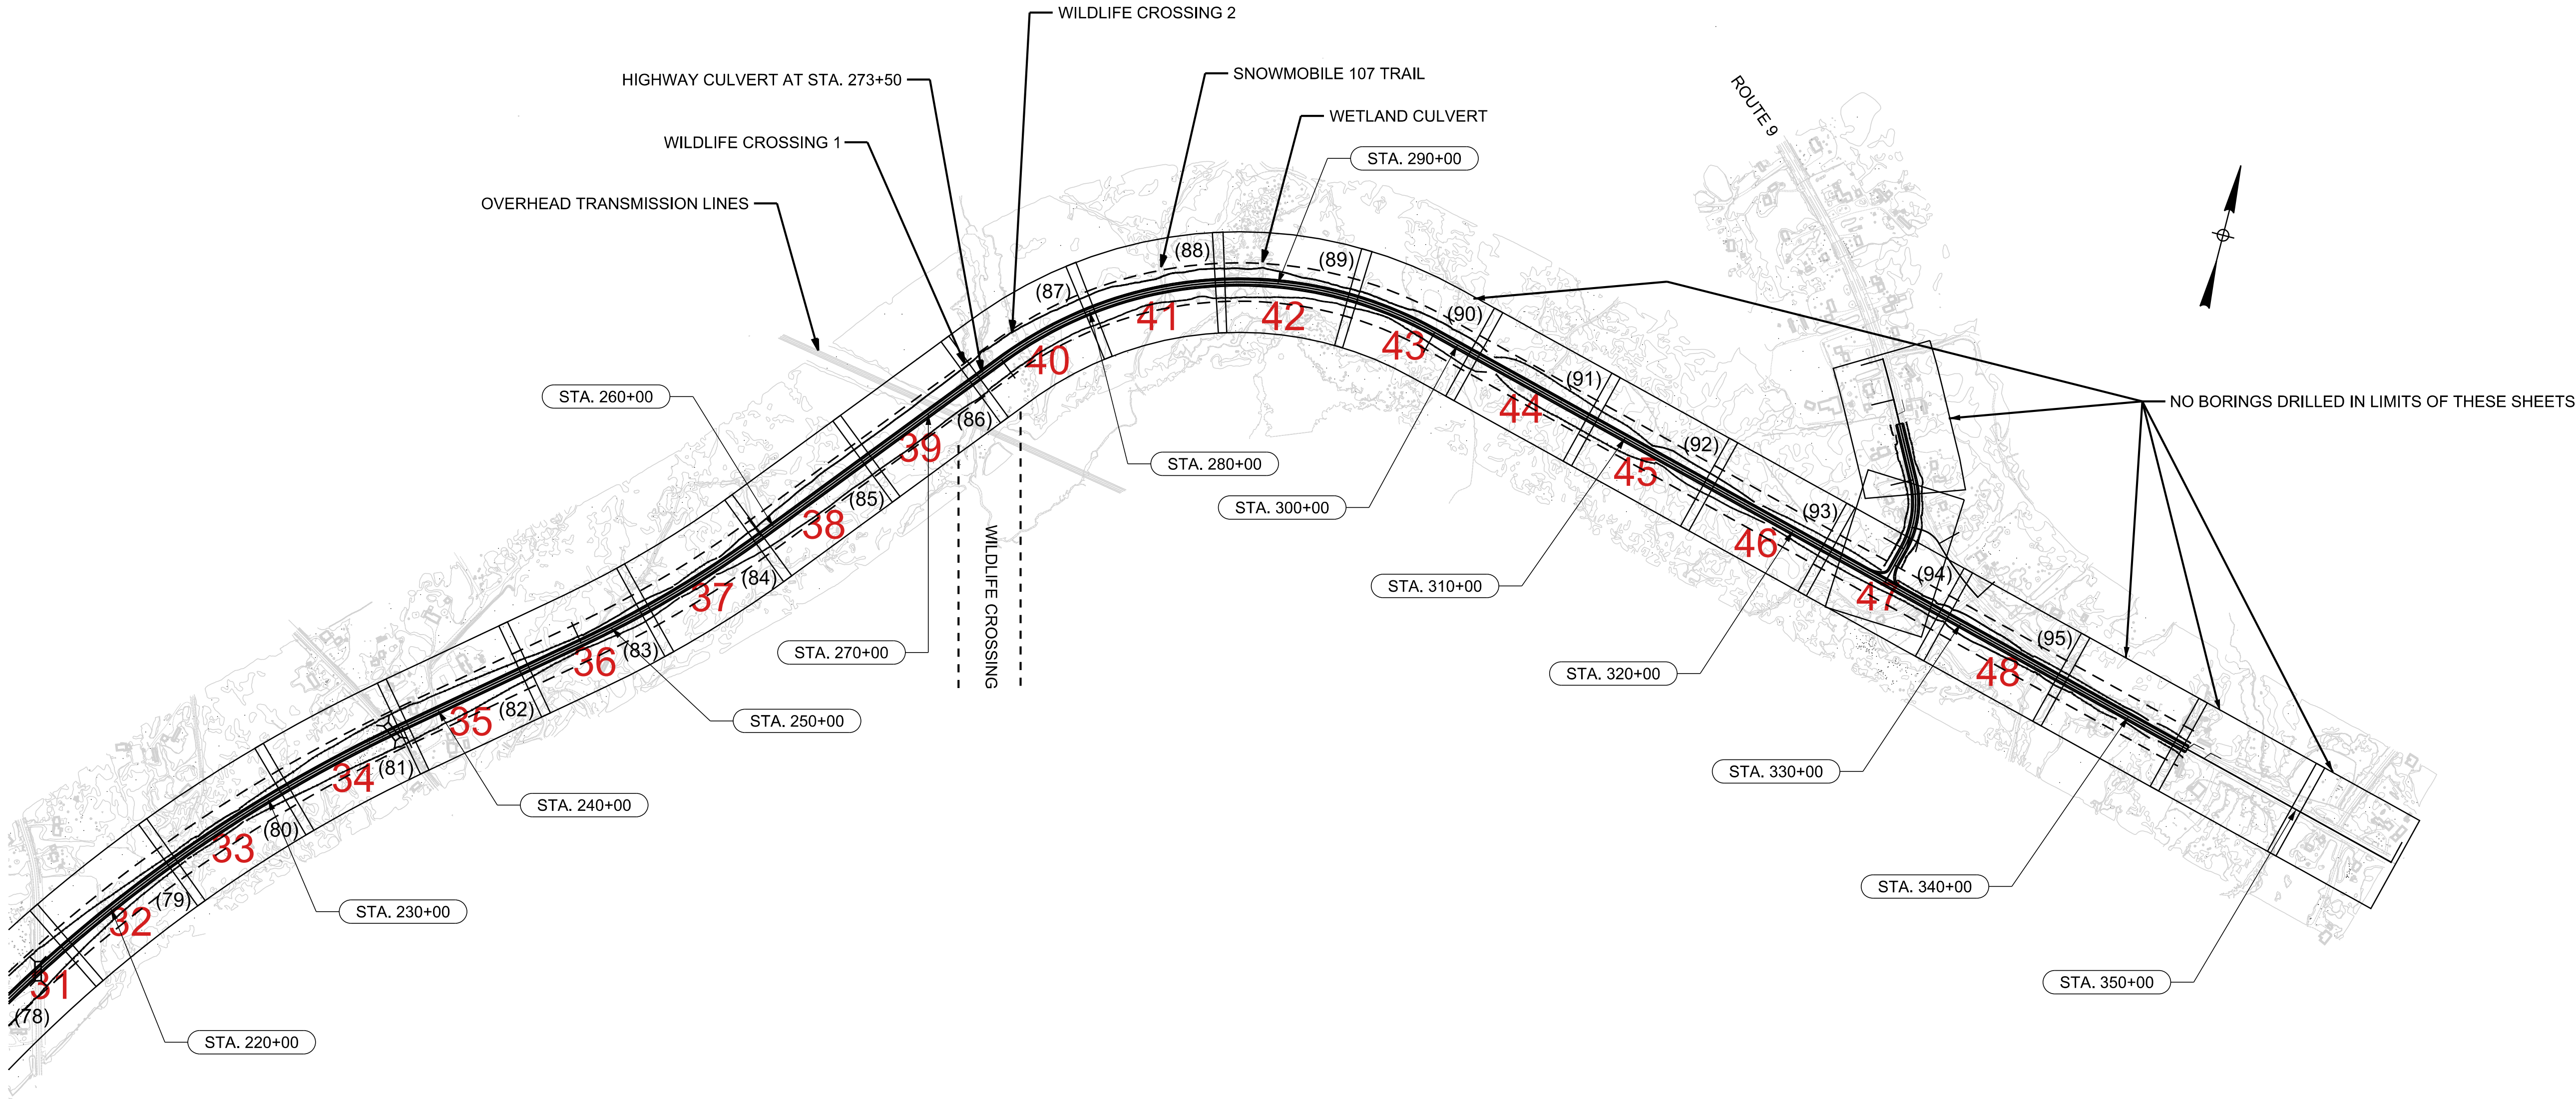 WILDLIFE CROSSING 2
HIGHWAY CULVERT AT STA. 273+50
SNOWMOBILE 107 TRAIL
WILDLIFE CROSSING 1
WETLAND CULVERT
ROUTE 9
STA. 290+00
OVERHEAD TRANSMISSION LINES
(88)
(89)
(87)
(90)
41
42
43
40
(91)
STA. 260+00
NO BORINGS DRILLED IN LIMITS OF THESE SHEETS
44
(86)
39
(92)
STA. 280+00
45
(85)
STA. 300+00
38
(93)
46
WILDLIFE CROSSING
(84)
(94)
STA. 310+00
37
47
(95)
(83)
STA. 270+00
36
STA. 320+00
48
(82)
35
STA. 250+00
(81)
34
STA. 330+00
STA. 240+00
(80)
33
STA. 340+00
(79)
STA. 230+00
32
31
STA. 350+00
(78)
STA. 220+00